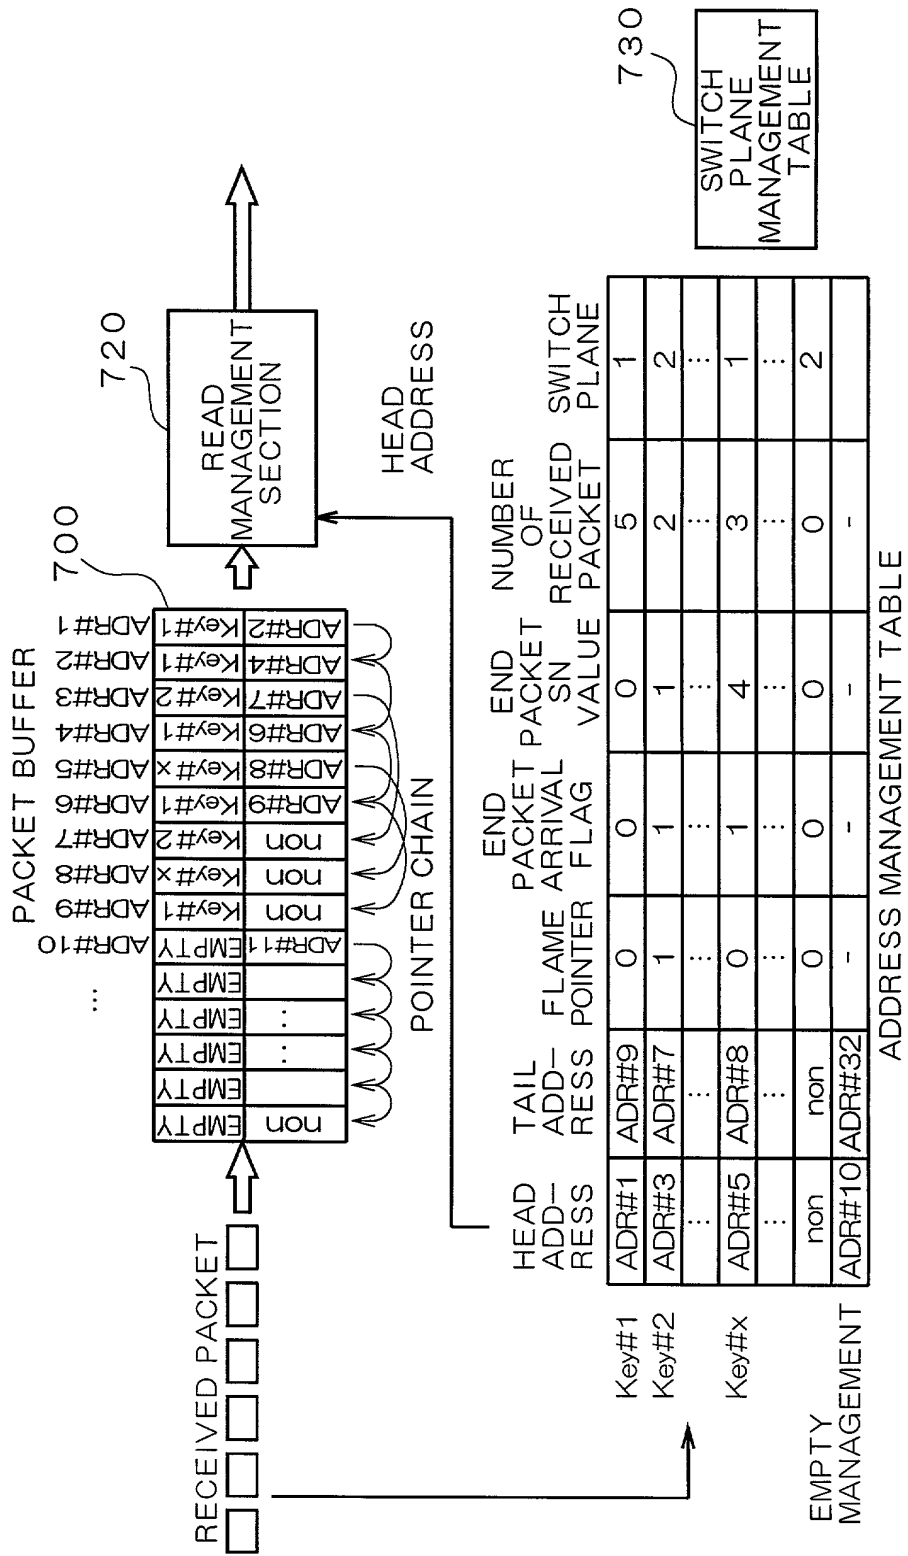 RECEIVED PACKET
PACKET BUFFER
...
ADR#10
ADR#9
ADR#8
ADR#7
ADR#6
ADR#5
ADR#4
ADR#3
ADR#2
ADR#1
EMPTY
EMPTY
EMPTY
EMPTY
EMPTY
EMPTY
Key#1
Key#x
Key#2
Key#1
Key#x
Key#1
Key#2
Key#1
Key#1
non
:
:
ADR#11
non
non
non
ADR#9
ADR#8
ADR#6
ADR#7
ADR#4
ADR#2
POINTER CHAIN
700
720
READ
MANAGEMENT
SECTION
HEAD
ADDRESS
730
SWITCH
PLANE
MANAGEMENT
TABLE
HEAD
ADD-
RESS
TAIL
ADD-
RESS
FLAME
POINTER
END
PACKET
ARRIVAL
FLAG
END
PACKET
SN
VALUE
NUMBER
OF
RECEIVED
PACKET
SWITCH
PLANE
Key#1 ADR#1 ADR#9 0 0 0 5 1
Key#2 ADR#3 ADR#7 1 1 1 2 2
... ... ... ... ... ... ...
Key#x ADR#5 ADR#8 0 1 4 3 1
... ... ... ... ... ... ...
non non 0 0 0 0 2
EMPTY
MANAGEMENT
ADR#10 ADR#32 - - - -
ADDRESS MANAGEMENT TABLE